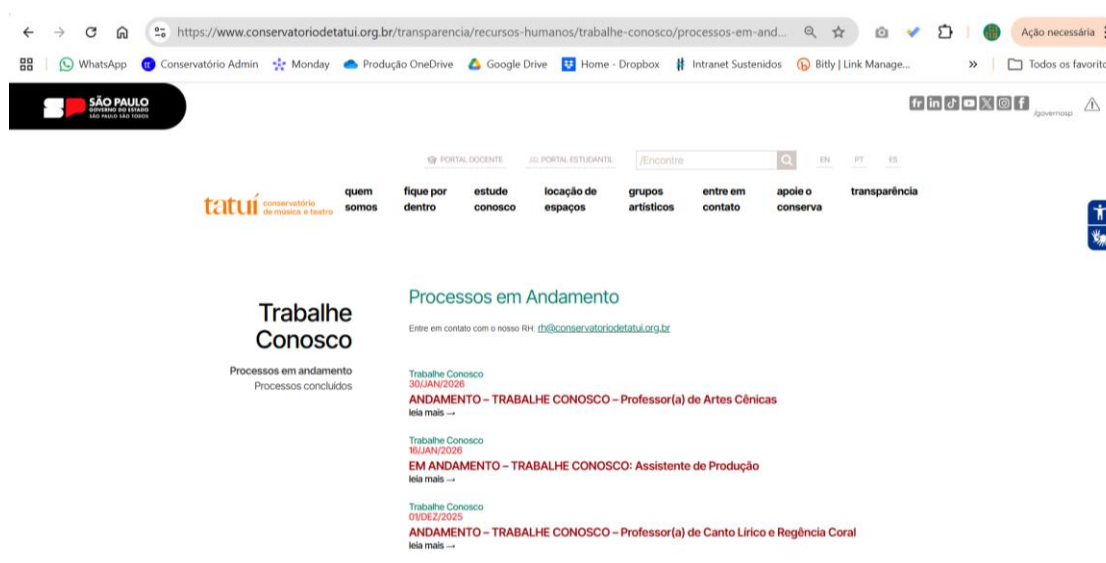 https://www.conservatoriodetatui.org.br/transparencia/recursos-humanos/trabalhe-conosco/processos-em-and...
Ação necessária
WhatsApp
Conservatório Admin
Monday
Produção OneDrive
Google Drive
Home - Dropbox
Intranet Sustenidos
Bitly | Link Manage...
»
Todos os favorito
SÃO PAULO
GOVERNO DO ESTADO
SÃO PAULO SÃO TODOS
/governosp
PORTAL DOCENTE
PORTAL ESTUDANTIL
/Encontre
EN
PT
ES
tatuí conservatório
de música e teatro
quem
somos
fique por
dentro
estude
conosco
locação de
espaços
grupos
artísticos
entre em
contato
apoie o
conserva
transparência
Trabalhe
Conosco
Processos em andamento
Processos concluídos
Processos em Andamento
Entre em contato com o nosso RH: rh@conservatoriodetatui.org.br
Trabalhe Conosco
30/JAN/2026
ANDAMENTO – TRABALHE CONOSCO – Professor(a) de Artes Cênicas
leia mais →
Trabalhe Conosco
16/JAN/2026
EM ANDAMENTO – TRABALHE CONOSCO: Assistente de Produção
leia mais →
Trabalhe Conosco
01/DEZ/2025
ANDAMENTO – TRABALHE CONOSCO – Professor(a) de Canto Lírico e Regência Coral
leia mais →